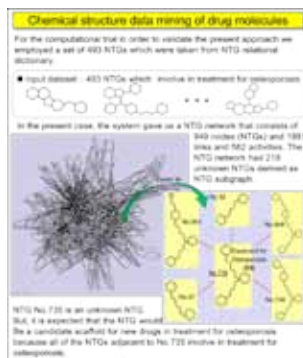 Chemical structure data mining of drug molecules
For the computational trial in order to validate the present approach we
employed a set of 493 NTGs which were taken from NTG relational
dictionary.
input dataset : 493 NTGs which involve in treatment for osteoporosis
In the present case, the system gave us a NTG network that consists of
949 nodes (NTGs) and
links and 582 activities. The
NTG network had
unknown NTGs derived as
NTG subgraph.
Treatment for
Osteoporosis
NTG No.735 is an unknown NTG.
But, it is expected that the NTG would
Be a candidate scaffold for new drugs in treatment for osteoporosis
because all of the NTGs adjacent to No.735 involve in treatment for
osteoporosis.